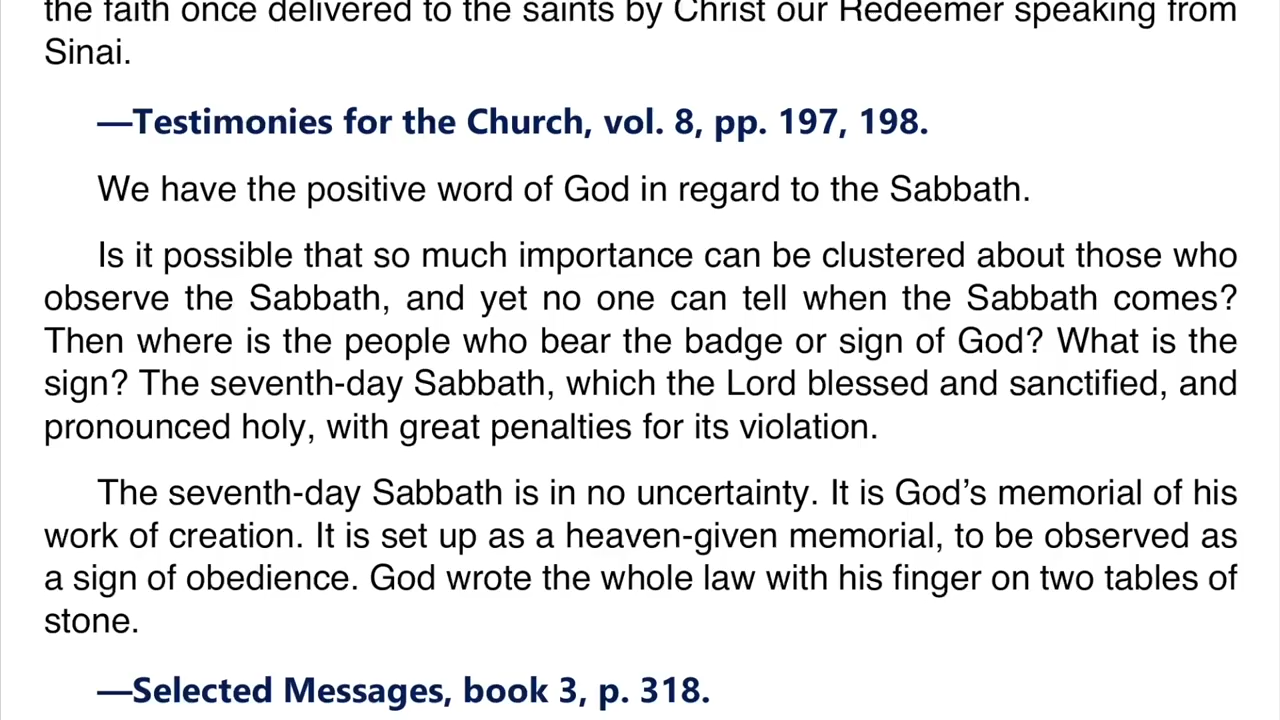 the faith once delivered to the saints by Christ our Redeemer speaking from
Sinai.
—Testimonies for the Church, vol. 8, pp. 197, 198.
We have the positive word of God in regard to the Sabbath.
Is it possible that so much importance can be clustered about those who
observe the Sabbath, and yet no one can tell when the Sabbath comes?
Then where is the people who bear the badge or sign of God? What is the
sign? The seventh-day Sabbath, which the Lord blessed and sanctified, and
pronounced holy, with great penalties for its violation.
The seventh-day Sabbath is in no uncertainty. It is God’s memorial of his
work of creation. It is set up as a heaven-given memorial, to be observed as
a sign of obedience. God wrote the whole law with his finger on two tables of
stone.
—Selected Messages, book 3, p. 318.